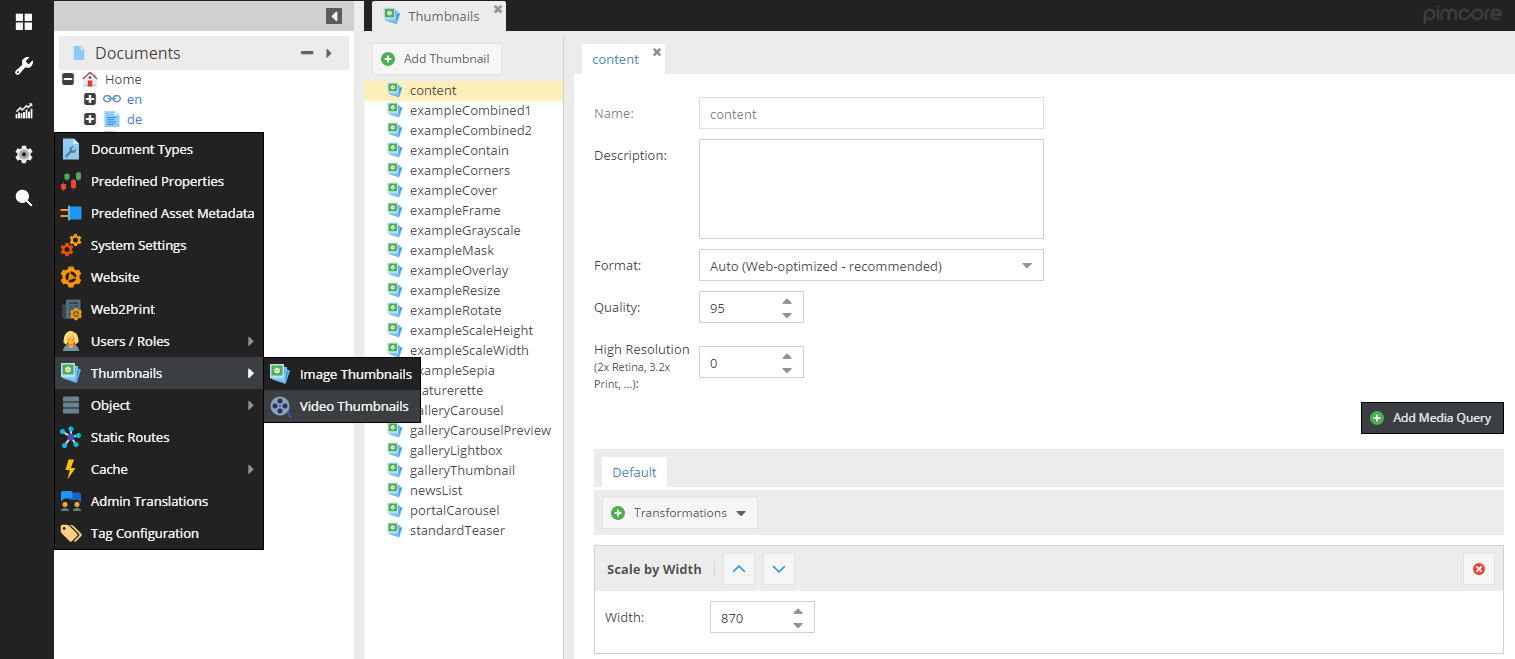 Thumbnails
pimcore
Documents
Home
en
de
Document Types
Predefined Properties
Predefined Asset Metadata
System Settings
Website
Web2Print
Users / Roles
Thumbnails
Object
Static Routes
Cache
Admin Translations
Tag Configuration
Image Thumbnails
Video Thumbnails
Add Thumbnail
content
exampleCombined1
exampleCombined2
exampleContain
exampleCorners
exampleCover
exampleFrame
exampleGrayscale
exampleMask
exampleOverlay
exampleResize
exampleRotate
exampleScaleHeight
exampleScaleWidth
ampleSepia
aturerette
alleryCarousel
galleryCarouselPreview
galleryLightbox
galleryThumbnail
newsList
portalCarousel
standardTeaser
content
Name: content
Description:
Format: Auto (Web-optimized - recommended)
Quality: 95
High Resolution 0
(2x Retina, 3.2x
Print, ...):
Add Media Query
Default
Transformations
Scale by Width
Width: 870